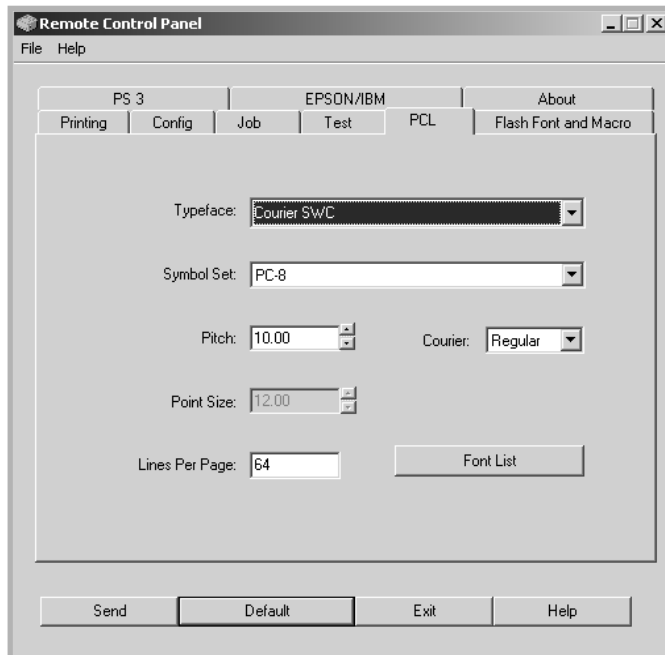 Remote Control Panel
File Help
PS 3 EPSON/IBM About
Printing Config Job Test PCL Flash Font and Macro
Typeface: Courier SWC
Symbol Set: PC-8
Pitch: 10.00 Courier: Regular
Point Size: 12.00
Lines Per Page: 64 Font List
Send Default Exit Help